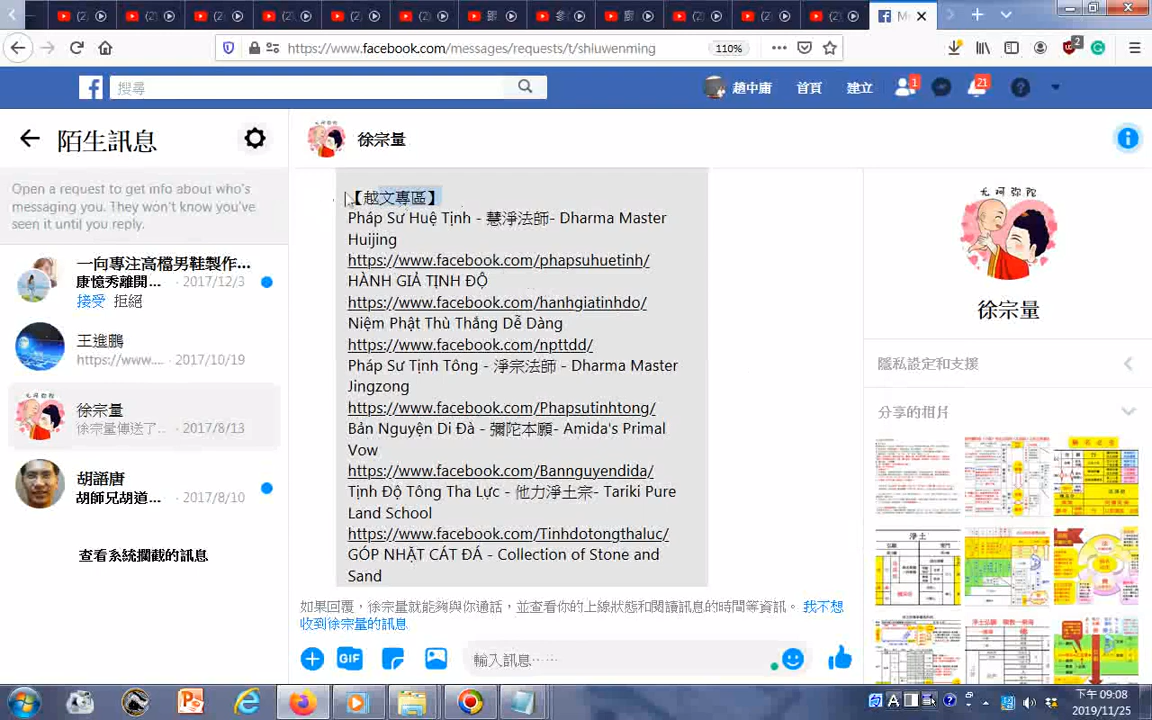 https://www.facebook.com/messages/requests/t/shiuwenming
110%
2
搜尋
趙中庸
首頁
建立
1
21
陌生訊息
徐宗量
Open a request to get info about who's
messaging you. They won't know you've
seen it until you reply.
一向專注高檔男鞋製作...
康憶秀離開... · 2017/12/3
接受 拒絕
王進鵬
https://www.... · 2017/10/19
徐宗量
徐宗量傳送了... · 2017/8/13
胡語唐
胡師兄胡道... · 2017/8/10
查看系統攔截的訊息
【越文專區】
Pháp Sư Huệ Tịnh - 慧淨法師- Dharma Master
Huijing
https://www.facebook.com/phapsuhuetinh/
HÀNH GIẢ TỊNH ĐỘ
https://www.facebook.com/hanhgiatinhdo/
Niệm Phật Thù Thắng Dễ Dàng
https://www.facebook.com/npttdd/
Pháp Sư Tịnh Tông - 淨宗法師 - Dharma Master
Jingzong
https://www.facebook.com/Phapsutinhtong/
Bản Nguyện Di Đà - 彌陀本願- Amida's Primal
Vow
https://www.facebook.com/Bannguyendida/
Tịnh Độ Tông Tha Lực - 他力淨土宗- Tariki Pure
Land School
https://www.facebook.com/Tinhdotongthaluc/
GÓP NHẶT CÁT ĐÁ - Collection of Stone and
Sand
如果回覆，徐宗量就能夠與你通話，並查看你的上線狀態和閱讀訊息的時間等資訊。 我不想
收到徐宗量的訊息
GIF
輸入訊息......
徐宗量
隱私設定和支援
分享的相片
下午 09:08
2019/11/25